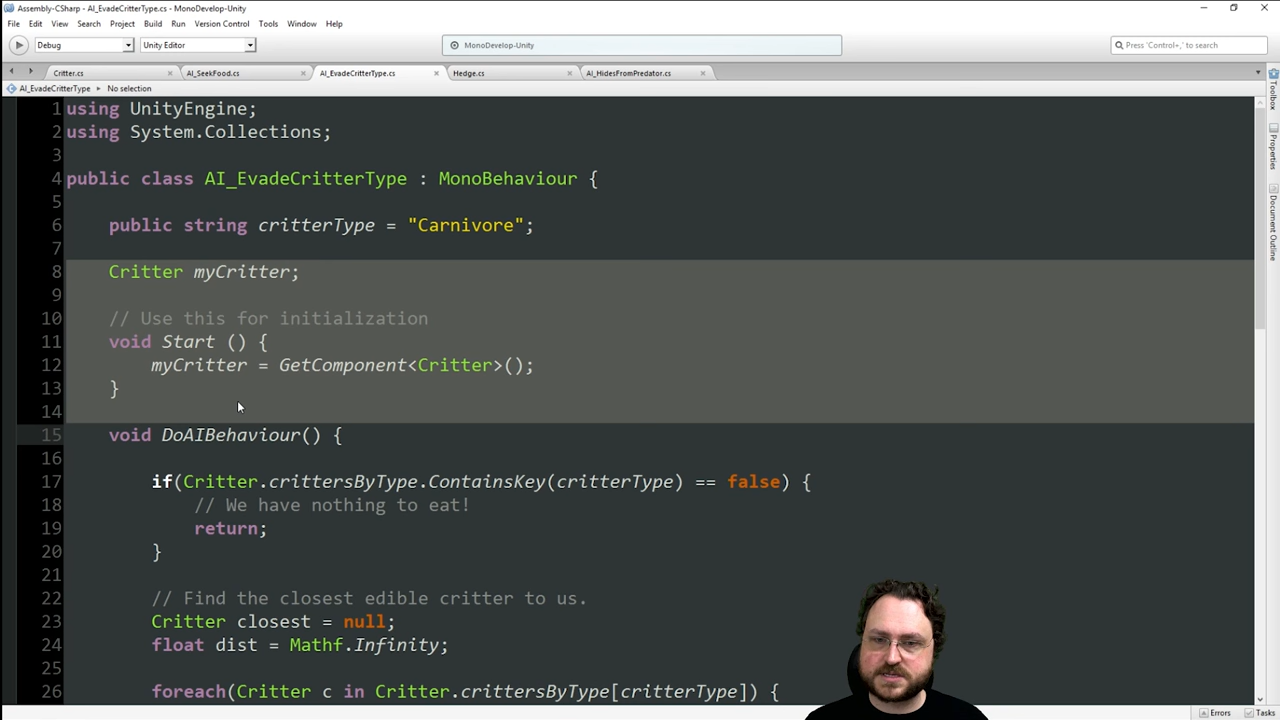 Assembly-CSharp - AI_EvadeCritterType.cs - MonoDevelop-Unity
File Edit View Search Project Build Run Version Control Tools Window Help
Debug Unity Editor MonoDevelop-Unity Press 'Control+,' to search
Critter.cs AI_SeekFood.cs AI_EvadeCritterType.cs Hedge.cs AI_HidesFromPredator.cs
AI_EvadeCritterType No selection
1 using UnityEngine;
2 using System.Collections;
3
4 public class AI_EvadeCritterType : MonoBehaviour {
5
6 public string critterType = "Carnivore";
7
8 Critter myCritter;
9
10 // Use this for initialization
11 void Start () {
12 myCritter = GetComponent<Critter>();
13 }
14
15 void DoAIBehaviour() {
16
17 if(Critter.crittersByType.ContainsKey(critterType) == false) {
18 // We have nothing to eat!
19 return;
20 }
21
22 // Find the closest edible critter to us.
23 Critter closest = null;
24 float dist = Mathf.Infinity;
25
26 foreach(Critter c in Critter.crittersByType[critterType]) {
Toolbox
Properties
Document Outline
Errors Tasks